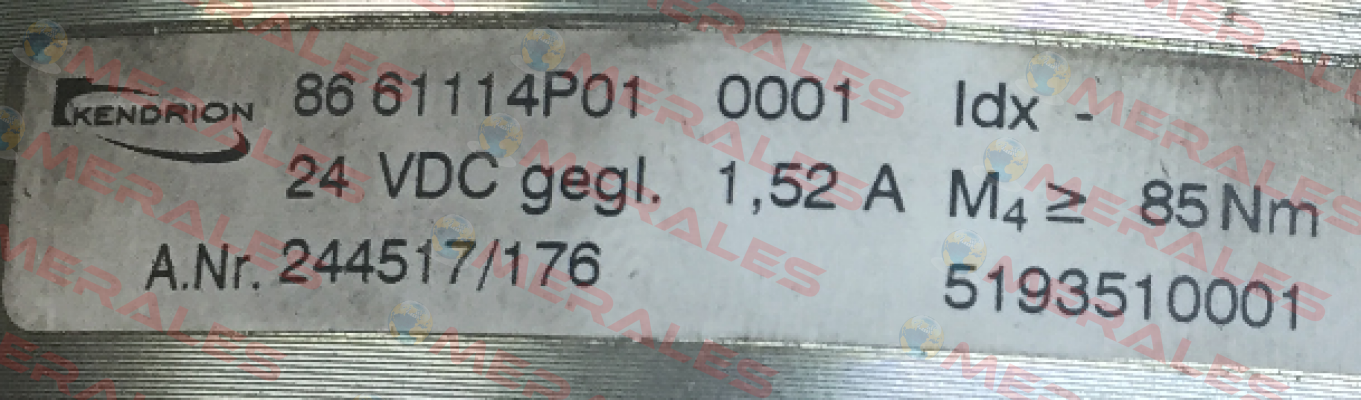 KENDRION 86 61114P01 0001 Idx -
24 VDC gegl. 1,52 A M4 ≥ 85 Nm
A.Nr. 244517/176 5193510001
MERALES